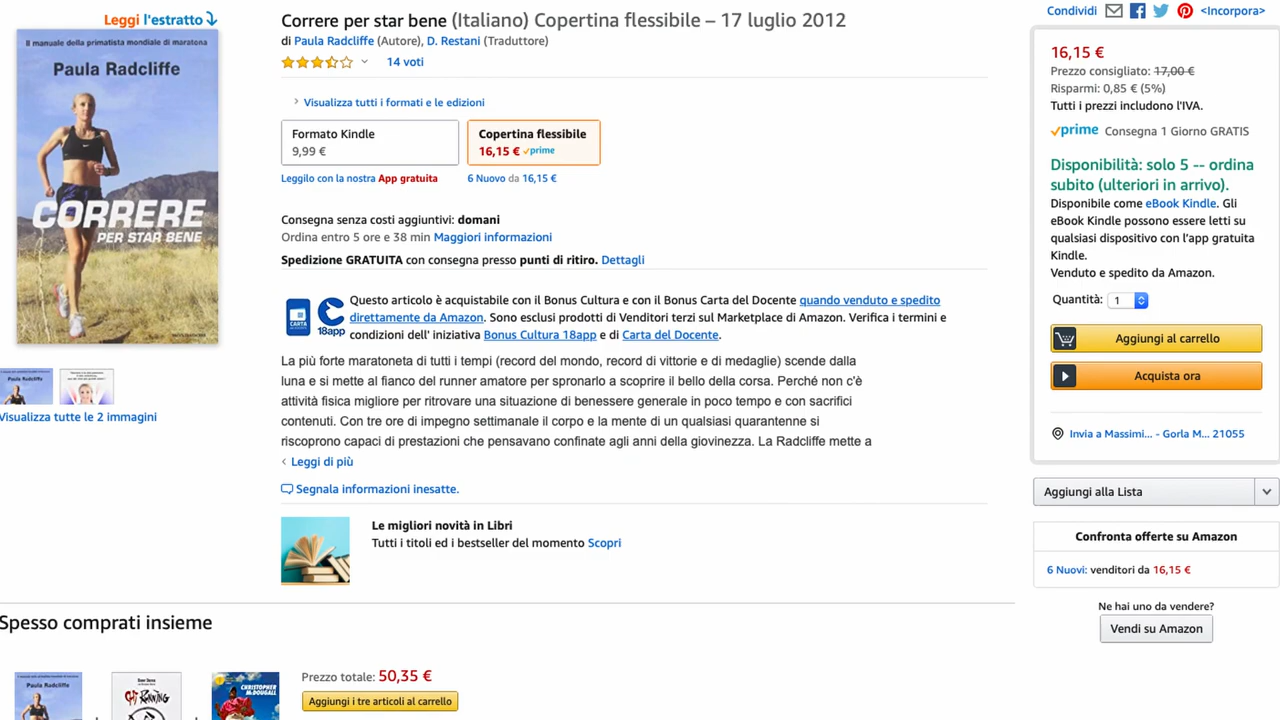 Leggi l'estratto
Il manuale della primatista mondiale di maratona
Paula Radcliffe
CORRERE
PER STAR BENE
Visualizza tutte le 2 immagini
Correre per star bene (Italiano) Copertina flessibile – 17 luglio 2012
di Paula Radcliffe (Autore), D. Restani (Traduttore)
14 voti
Visualizza tutti i formati e le edizioni
Formato Kindle
9,99 €
Copertina flessibile
16,15 € prime
Leggilo con la nostra App gratuita
6 Nuovo da 16,15 €
Consegna senza costi aggiuntivi: domani
Ordina entro 5 ore e 38 min Maggiori informazioni
Spedizione GRATUITA con consegna presso punti di ritiro. Dettagli
CARTA
18app
Questo articolo è acquistabile con il Bonus Cultura e con il Bonus Carta del Docente quando venduto e spedito
direttamente da Amazon. Sono esclusi prodotti di Venditori terzi sul Marketplace di Amazon. Verifica i termini e
condizioni dell' iniziativa Bonus Cultura 18app e di Carta del Docente.
La più forte maratoneta di tutti i tempi (record del mondo, record di vittorie e di medaglie) scende dalla
luna e si mette al fianco del runner amatore per spronarlo a scoprire il bello della corsa. Perché non c'è
attività fisica migliore per ritrovare una situazione di benessere generale in poco tempo e con sacrifici
contenuti. Con tre ore di impegno settimanale il corpo e la mente di un qualsiasi quarantenne si
riscoprono capaci di prestazioni che pensavano confinate agli anni della giovinezza. La Radcliffe mette a
Leggi di più
Segnala informazioni inesatte.
Le migliori novità in Libri
Tutti i titoli ed i bestseller del momento Scopri
Spesso comprati insieme
Paula Radcliffe
CHI RUNNING
CHRISTOPHER
McDOUGALL
Prezzo totale: 50,35 €
Aggiungi i tre articoli al carrello
Condividi
<Incorpora>
16,15 €
Prezzo consigliato: 17,00 €
Risparmi: 0,85 € (5%)
Tutti i prezzi includono l'IVA.
prime Consegna 1 Giorno GRATIS
Disponibilità: solo 5 -- ordina
subito (ulteriori in arrivo).
Disponibile come eBook Kindle. Gli
eBook Kindle possono essere letti su
qualsiasi dispositivo con l'app gratuita
Kindle.
Venduto e spedito da Amazon.
Quantità: 1
Aggiungi al carrello
Acquista ora
Invia a Massimi... - Gorla M... 21055
Aggiungi alla Lista
Confronta offerte su Amazon
6 Nuovi: venditori da 16,15 €
Ne hai uno da vendere?
Vendi su Amazon